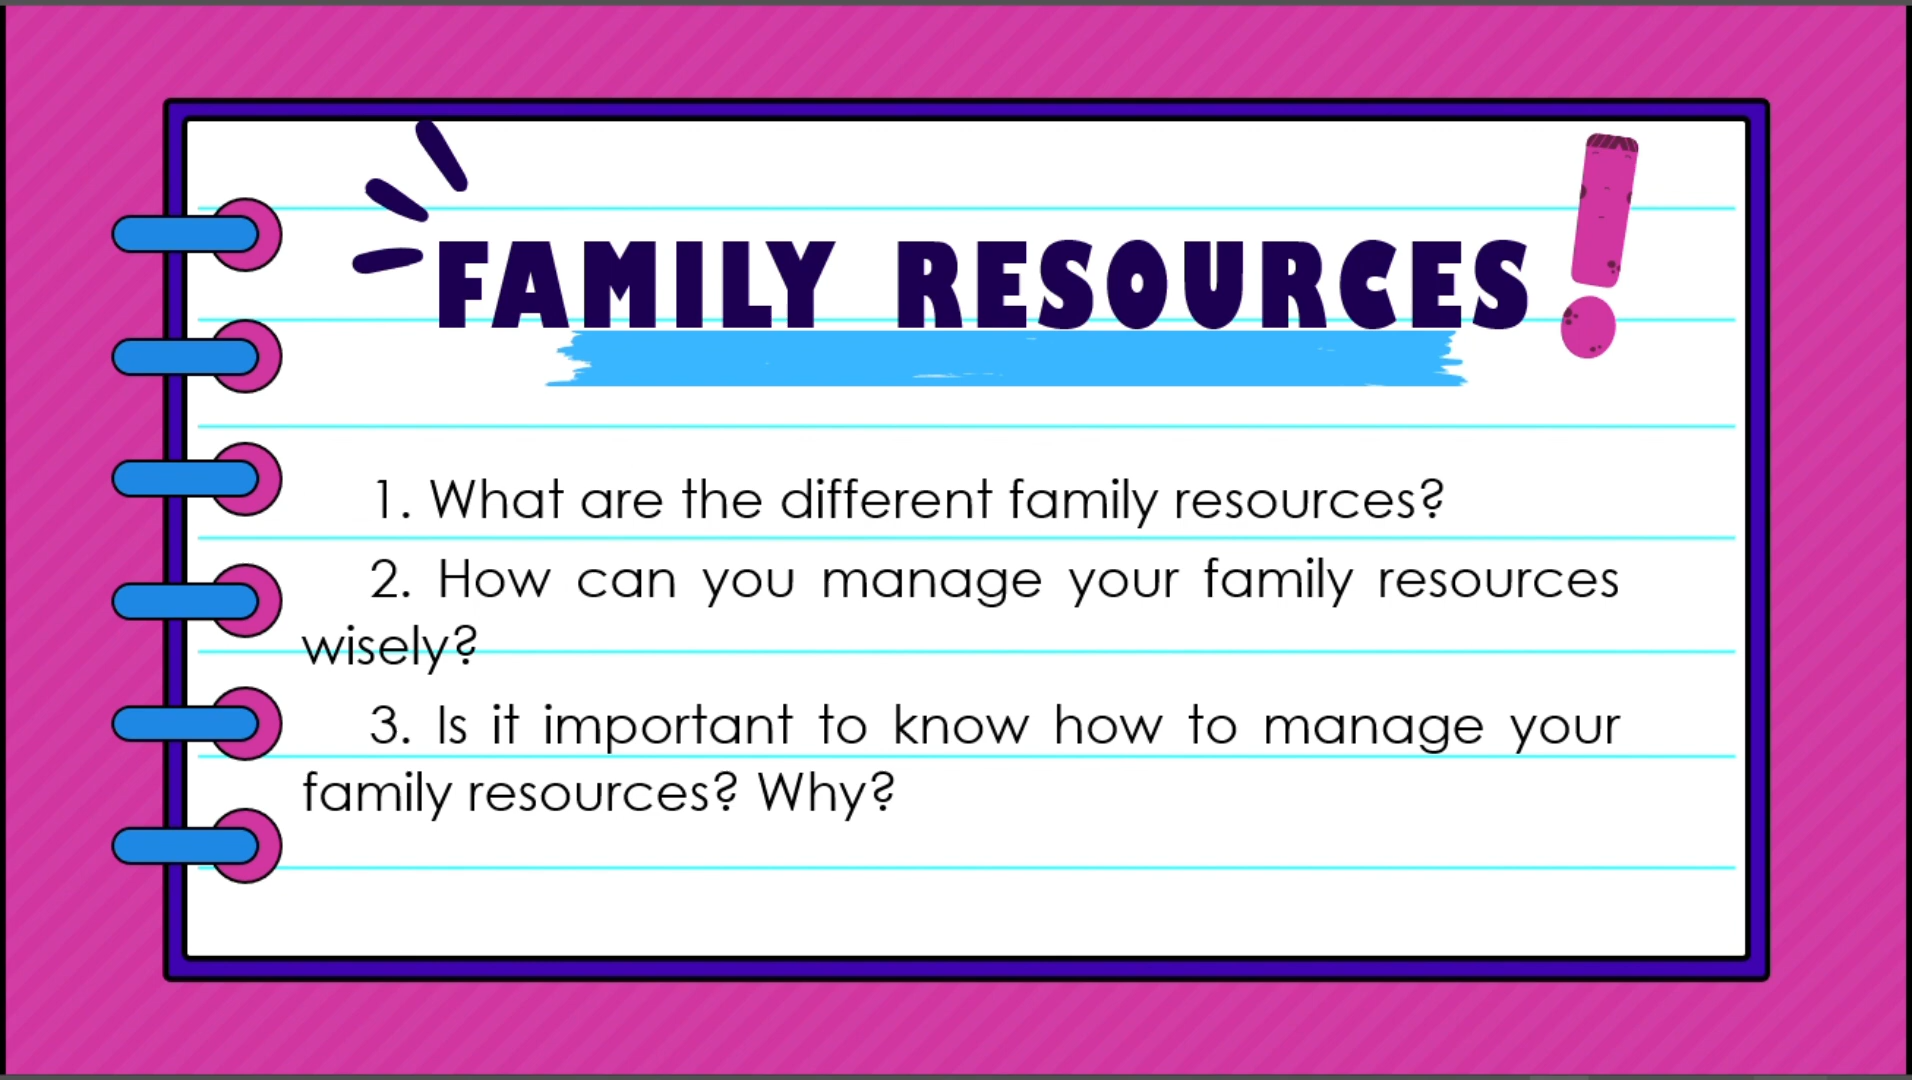 FAMILY RESOURCES!
1. What are the different family resources?
2. How can you manage your family resources
wisely?
3. Is it important to know how to manage your
family resources? Why?